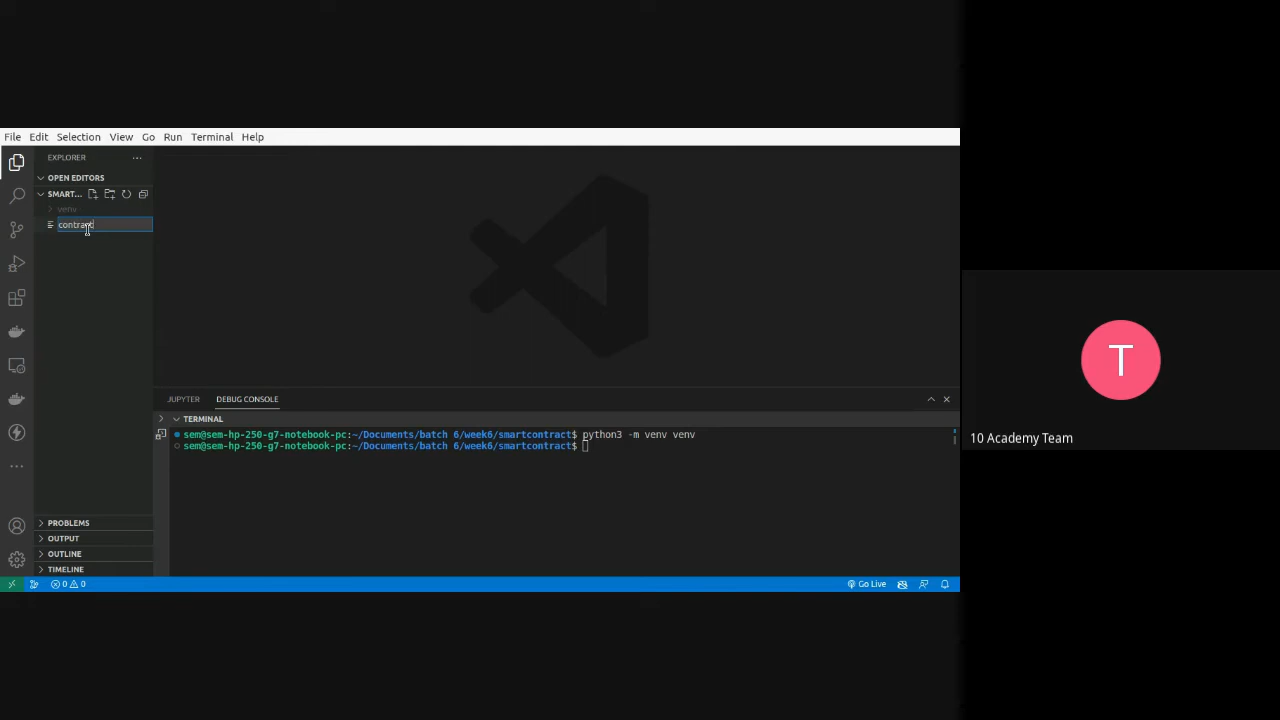 File Edit Selection View Go Run Terminal Help
EXPLORER
OPEN EDITORS
SMART...
venv
contract
JUPYTER DEBUG CONSOLE
TERMINAL
sem@sem-hp-250-g7-notebook-pc:~/Documents/batch 6/week6/smartcontract$ python3 -m venv venv
sem@sem-hp-250-g7-notebook-pc:~/Documents/batch 6/week6/smartcontract$
PROBLEMS
OUTPUT
OUTLINE
TIMELINE
0 0 Go Live
T
10 Academy Team